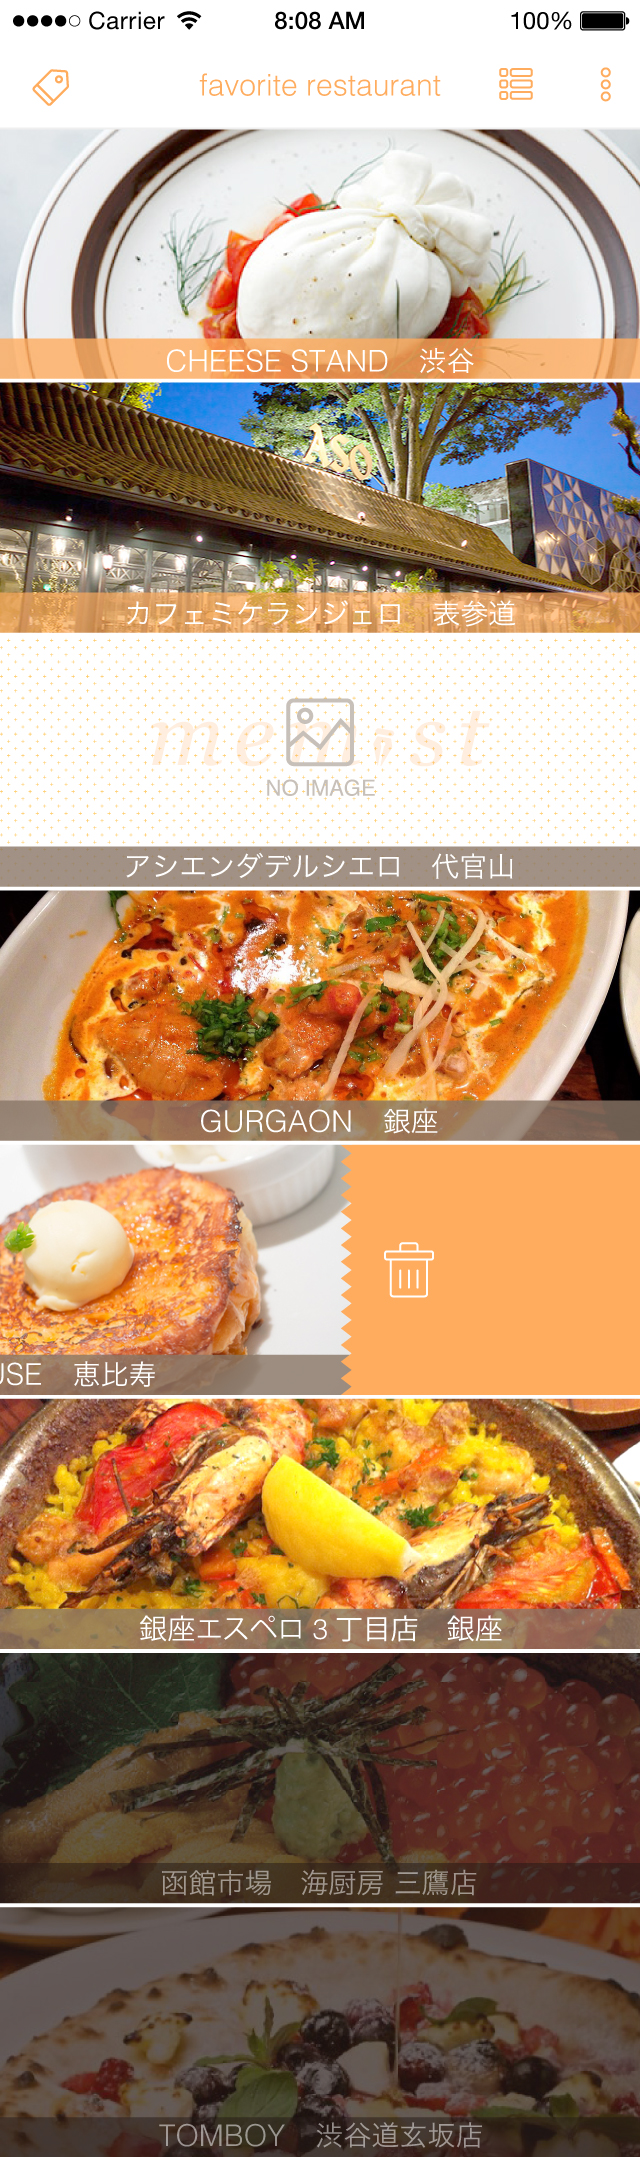 Carrier 8:08 AM 100%
favorite restaurant
CHEESE STAND　渋谷
ASO
カフェミケランジェロ　表参道
memost
NO IMAGE
アシエンダデルシエロ　代官山
GURGAON　銀座
USE　恵比寿
銀座エスペロ３丁目店　銀座
函館市場　海厨房 三鷹店
TOMBOY　渋谷道玄坂店